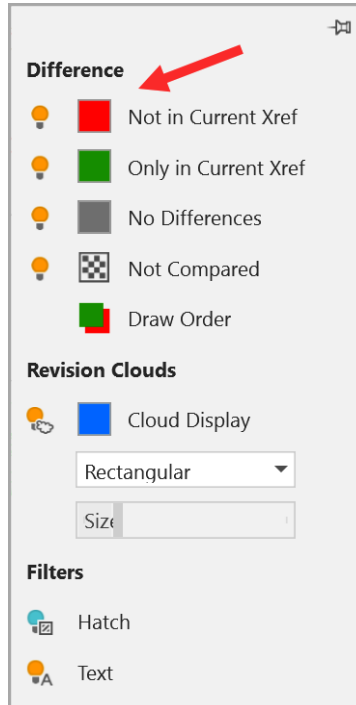 Difference
Not in Current Xref
Only in Current Xref
No Differences
Not Compared
Draw Order
Revision Clouds
Cloud Display
Rectangular
Size
Filters
Hatch
A Text